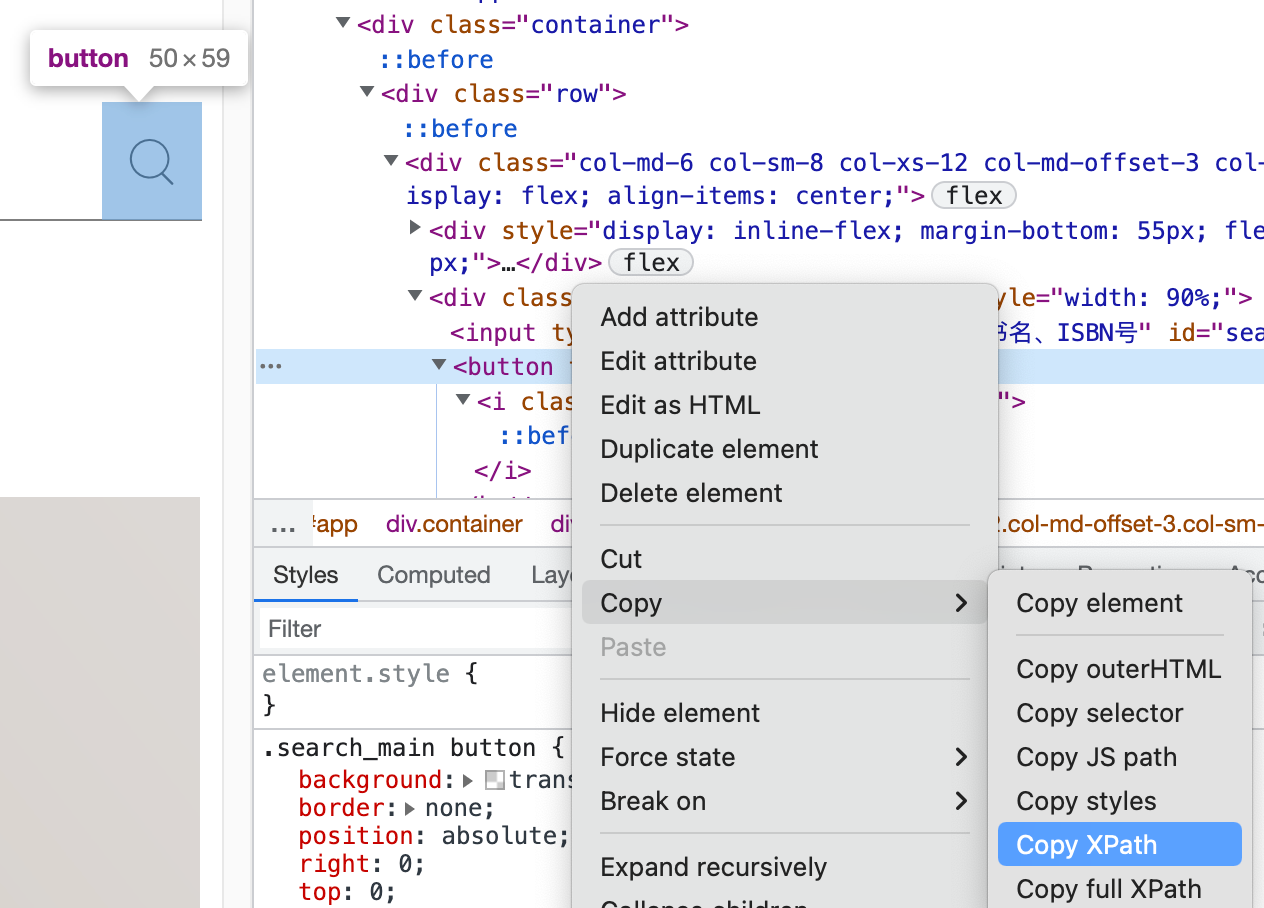 button 50 × 59
<div class="container">
::before
<div class="row">
::before
<div class="col-md-6 col-sm-8 col-xs-12 col-md-offset-3 col-
isplay: flex; align-items: center;"> flex
<div style="display: inline-flex; margin-bottom: 55px; fle
px;">…</div> flex
<div class yle="width: 90%;">
<input ty 书名、ISBN号" id="sea
<button
<i clas ">
::bef
</i>
... #app div.container div .col-md-offset-3.col-sm-
Styles Computed Lay
Filter
element.style {
}
.search_main button {
background: trans
border: none;
position: absolute;
right: 0;
top: 0;
Add attribute
Edit attribute
Edit as HTML
Duplicate element
Delete element
Cut
Copy
Paste
Hide element
Force state
Break on
Expand recursively
Collapse children
Copy element
Copy outerHTML
Copy selector
Copy JS path
Copy styles
Copy XPath
Copy full XPath